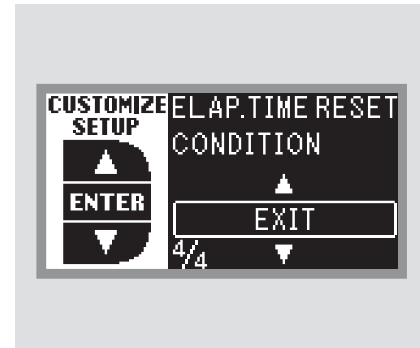 CUSTOMIZE
SETUP
ENTER
ELAP.TIME RESET
CONDITION
EXIT
4/4